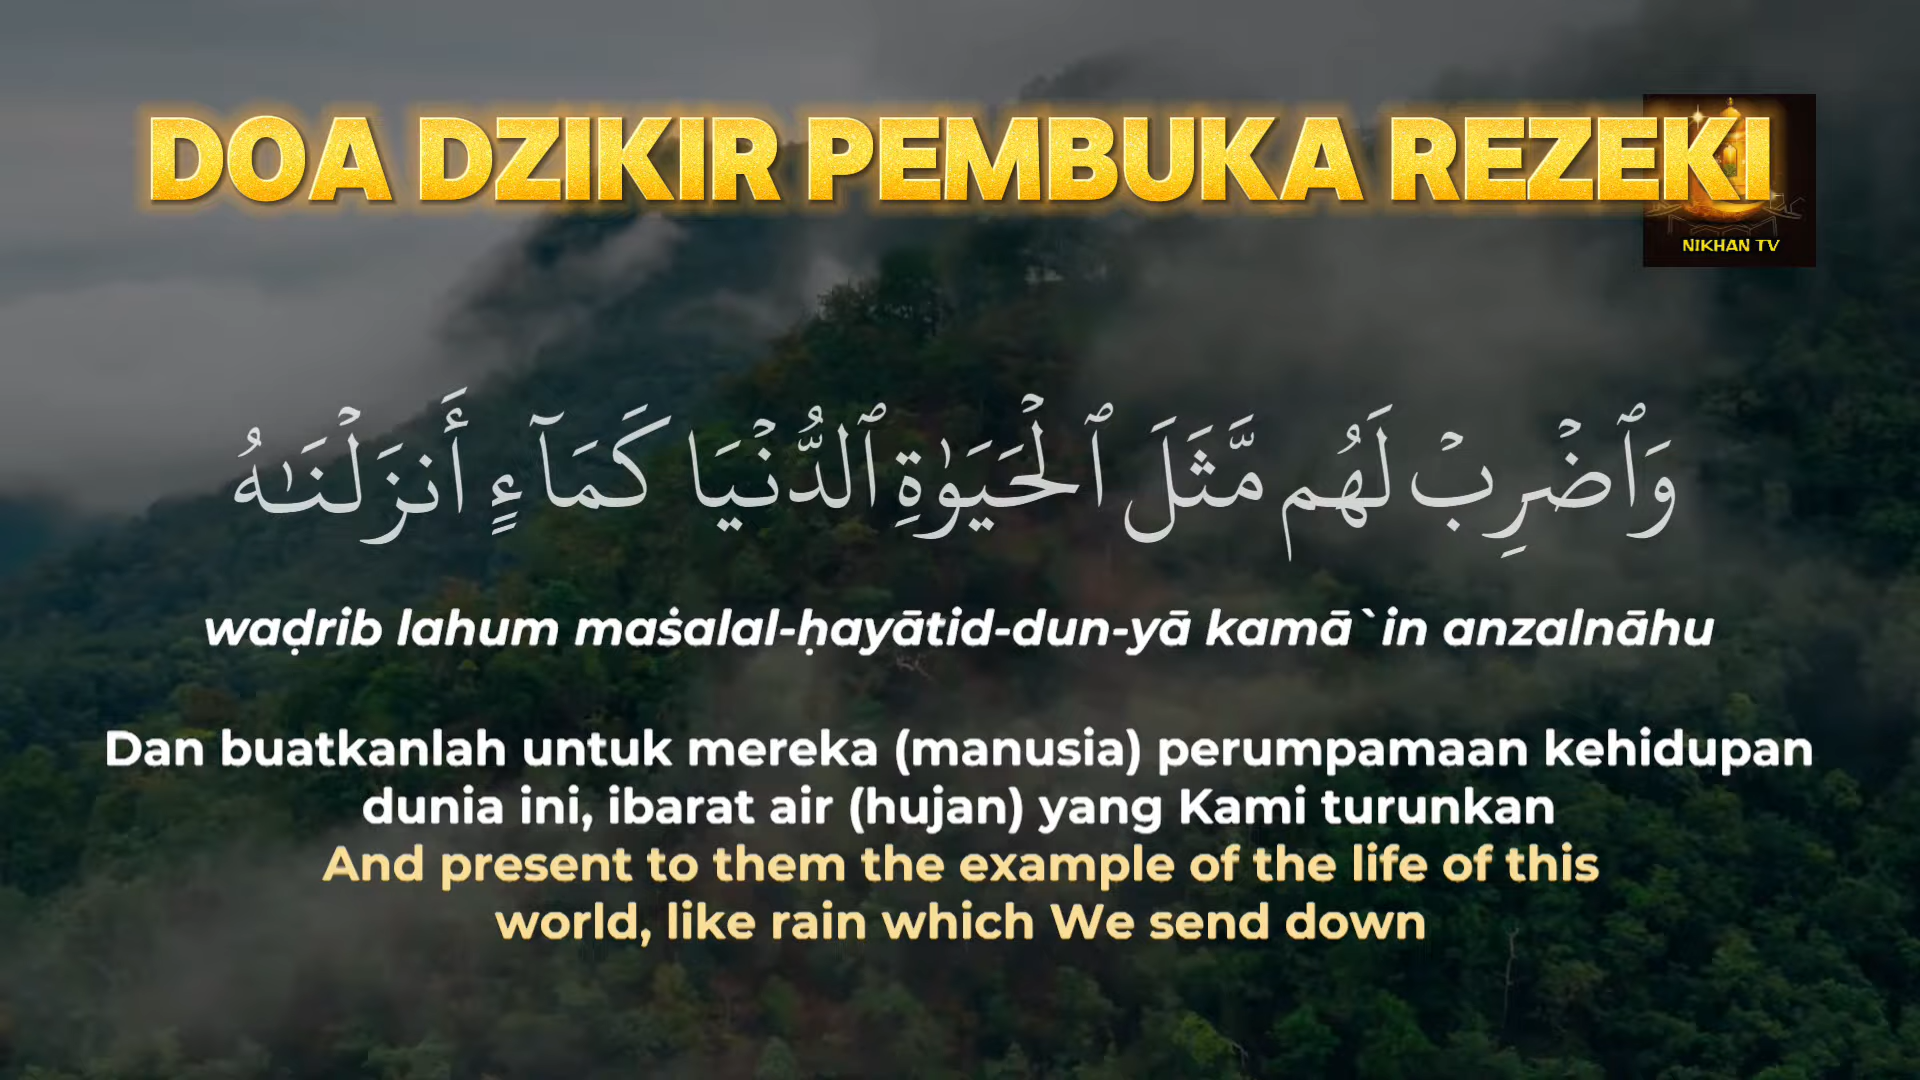 DOA DZIKIR PEMBUKA REZEKI
NIKHAN TV
وَٱضۡرِبۡ لَهُم مَّثَلَ ٱلۡحَيَوٰةِ ٱلدُّنۡيَا كَمَآءٍ أَنزَلۡنَـٰهُ
waḍrib lahum maṡalal-ḥayātid-dun-yā kamā`in anzalnāhu
Dan buatkanlah untuk mereka (manusia) perumpamaan kehidupan
dunia ini, ibarat air (hujan) yang Kami turunkan
And present to them the example of the life of this
world, like rain which We send down